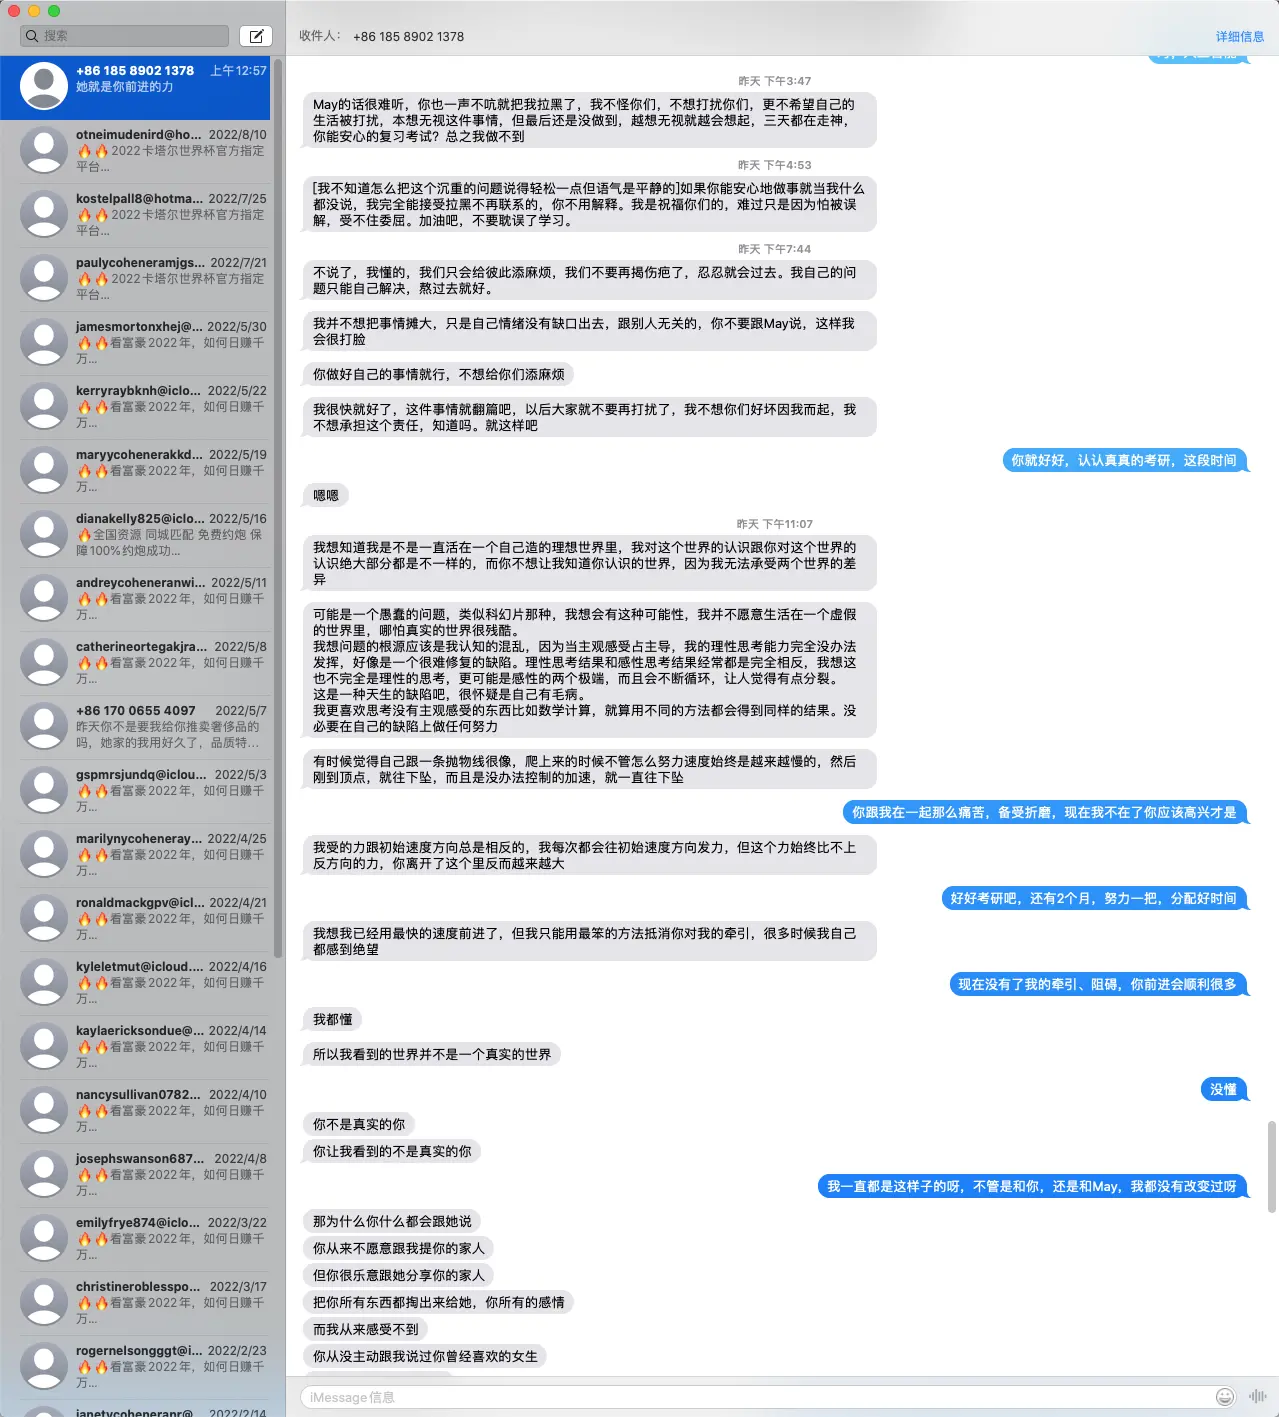 搜索
+86 185 8902 1378 上午12:57
她就是你前进的力
otneimudenird@ho... 2022/8/10
🔥🔥2022卡塔尔世界杯官方指定
平台...
kostelpall8@hotma... 2022/7/25
🔥🔥2022卡塔尔世界杯官方指定
平台...
paulycoheneramjgs... 2022/7/21
🔥🔥2022卡塔尔世界杯官方指定
平台...
jamesmortonxhej@... 2022/5/30
🔥🔥看富豪2022年，如何日赚千
万...
kerryraybknh@iclo... 2022/5/22
🔥🔥看富豪2022年，如何日赚千
万...
maryycohenerakkd... 2022/5/19
🔥🔥看富豪2022年，如何日赚千
万...
dianakelly825@iclo... 2022/5/16
🔥全国资源 同城匹配 免费约炮 保
障100%约炮成功...
andreycoheneranwi... 2022/5/11
🔥🔥看富豪2022年，如何日赚千
万...
catherineortegakjra... 2022/5/8
🔥🔥看富豪2022年，如何日赚千
万...
+86 170 0655 4097 2022/5/7
昨天你不是要我给你推卖奢侈品的
吗，她家的我用好久了，品质特...
gspmrsjundq@iclou... 2022/5/3
🔥🔥看富豪2022年，如何日赚千
万...
marilynycoheneray... 2022/4/25
🔥🔥看富豪2022年，如何日赚千
万...
ronaldmackgpv@icl... 2022/4/21
🔥🔥看富豪2022年，如何日赚千
万...
kyleletmut@icloud.... 2022/4/16
🔥🔥看富豪2022年，如何日赚千
万...
kaylaericksondue@... 2022/4/14
🔥🔥看富豪2022年，如何日赚千
万...
nancysullivan0782... 2022/4/10
🔥🔥看富豪2022年，如何日赚千
万...
josephswanson687... 2022/4/8
🔥🔥看富豪2022年，如何日赚千
万...
emilyfrye874@iclo... 2022/3/22
🔥🔥看富豪2022年，如何日赚千
万...
christineroblesspo... 2022/3/17
🔥🔥看富豪2022年，如何日赚千
万...
rogernelsongggt@i... 2022/2/23
🔥🔥看富豪2022年，如何日赚千
万...
janetycoheneranr@... 2022/2/14
收件人： +86 185 8902 1378
详细信息
昨天 下午3:47
May的话很难听，你也一声不吭就把我拉黑了，我不怪你们，不想打扰你们，更不希望自己的
生活被打扰，本想无视这件事情，但最后还是没做到，越想无视就越会想起，三天都在走神，
你能安心的复习考试？总之我做不到
昨天 下午4:53
[我不知道怎么把这个沉重的问题说得轻松一点但语气是平静的]如果你能安心地做事就当我什么
都没说，我完全能接受拉黑不再联系的，你不用解释。我是祝福你们的，难过只是因为怕被误
解，受不住委屈。加油吧，不要耽误了学习。
昨天 下午7:44
不说了，我懂的，我们只会给彼此添麻烦，我们不要再揭伤疤了，忍忍就会过去。我自己的问
题只能自己解决，熬过去就好。
我并不想把事情摊大，只是自己情绪没有缺口出去，跟别人无关的，你不要跟May说，这样我
会很打脸
你做好自己的事情就行，不想给你们添麻烦
我很快就好了，这件事情就翻篇吧，以后大家就不要再打扰了，我不想你们好坏因我而起，我
不想承担这个责任，知道吗。就这样吧
你就好好，认认真真的考研，这段时间
嗯嗯
昨天 下午11:07
我想知道我是不是一直活在一个自己造的理想世界里，我对这个世界的认识跟你对这个世界的
认识绝大部分都是不一样的，而你不想让我知道你认识的世界，因为我无法承受两个世界的差
异
可能是一个愚蠢的问题，类似科幻片那种，我想会有这种可能性，我并不愿意生活在一个虚假
的世界里，哪怕真实的世界很残酷。
我想问题的根源应该是我认知的混乱，因为当主观感受占主导，我的理性思考能力完全没办法
发挥，好像是一个很难修复的缺陷。理性思考结果和感性思考结果经常都是完全相反，我想这
也不完全是理性的思考，更可能是感性的两个极端，而且会不断循环，让人觉得有点分裂。
这是一种天生的缺陷吧，很怀疑是自己有毛病。
我更喜欢思考没有主观感受的东西比如数学计算，就算用不同的方法都会得到同样的结果。没
必要在自己的缺陷上做任何努力
有时候觉得自己跟一条抛物线很像，爬上来的时候不管怎么努力速度始终是越来越慢的，然后
刚到顶点，就往下坠，而且是没办法控制的加速，就一直往下坠
你跟我在一起那么痛苦，备受折磨，现在我不在了你应该高兴才是
我受的力跟初始速度方向总是相反的，我每次都会往初始速度方向发力，但这个力始终比不上
反方向的力，你离开了这个里反而越来越大
好好考研吧，还有2个月，努力一把，分配好时间
我想我已经用最快的速度前进了，但我只能用最笨的方法抵消你对我的牵引，很多时候我自己
都感到绝望
现在没有了我的牵引、阻碍，你前进会顺利很多
我都懂
所以我看到的世界并不是一个真实的世界
没懂
你不是真实的你
你让我看到的不是真实的你
我一直都是这样子的呀，不管是和你，还是和May，我都没有改变过呀
那为什么你什么都会跟她说
你从来不愿意跟我提你的家人
但你很乐意跟她分享你的家人
把你所有东西都掏出来给她，你所有的感情
而我从来感受不到
你从没主动跟我说过你曾经喜欢的女生
iMessage信息